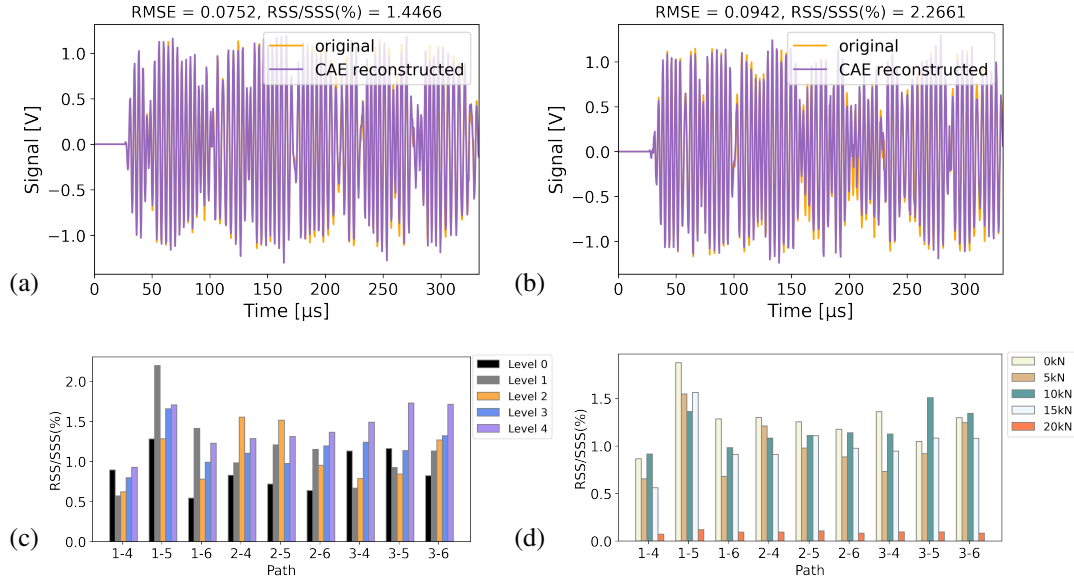 RMSE = 0.0752, RSS/SSS(%) = 1.4466
original
CAE reconstructed
Signal [V]
1.0
0.5
0.0
−0.5
−1.0
0 50 100 150 200 250 300
Time [µs]
(a)
RMSE = 0.0942, RSS/SSS(%) = 2.2661
original
CAE reconstructed
Signal [V]
1.0
0.5
0.0
−0.5
−1.0
0 50 100 150 200 250 300
Time [µs]
(b)
Level 0
Level 1
Level 2
Level 3
Level 4
RSS/SSS(%)
2.0
1.5
1.0
0.5
0.0
1-4 1-5 1-6 2-4 2-5 2-6 3-4 3-5 3-6
Path
(c)
0kN
5kN
10kN
15kN
20kN
RSS/SSS(%)
1.5
1.0
0.5
0.0
1-4 1-5 1-6 2-4 2-5 2-6 3-4 3-5 3-6
Path
(d)